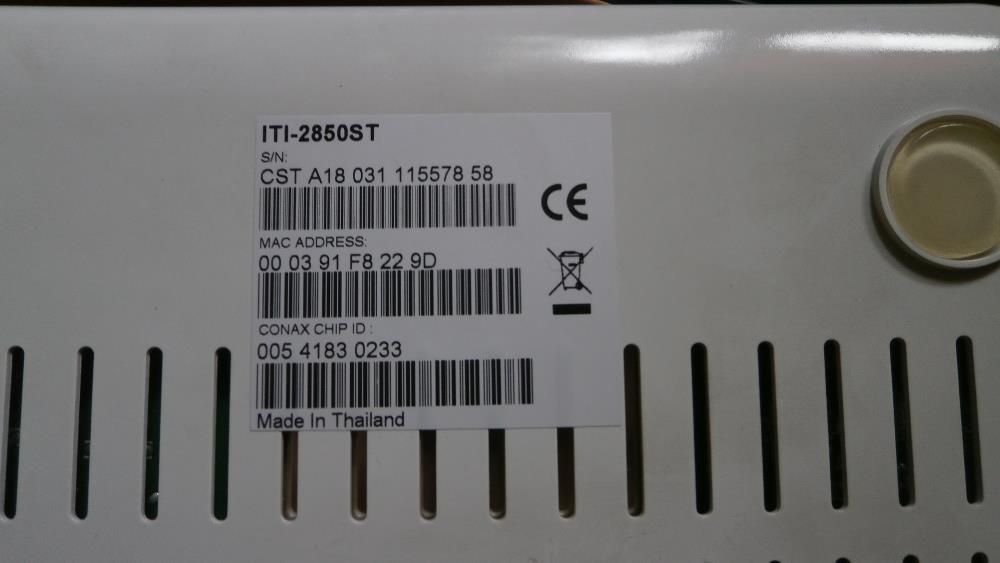 ITI-2850ST
S/N:
CST A18 031 115578 58
CE
MAC ADDRESS:
00 03 91 F8 22 9D
CONAX CHIP ID :
005 4183 0233
Made In Thailand